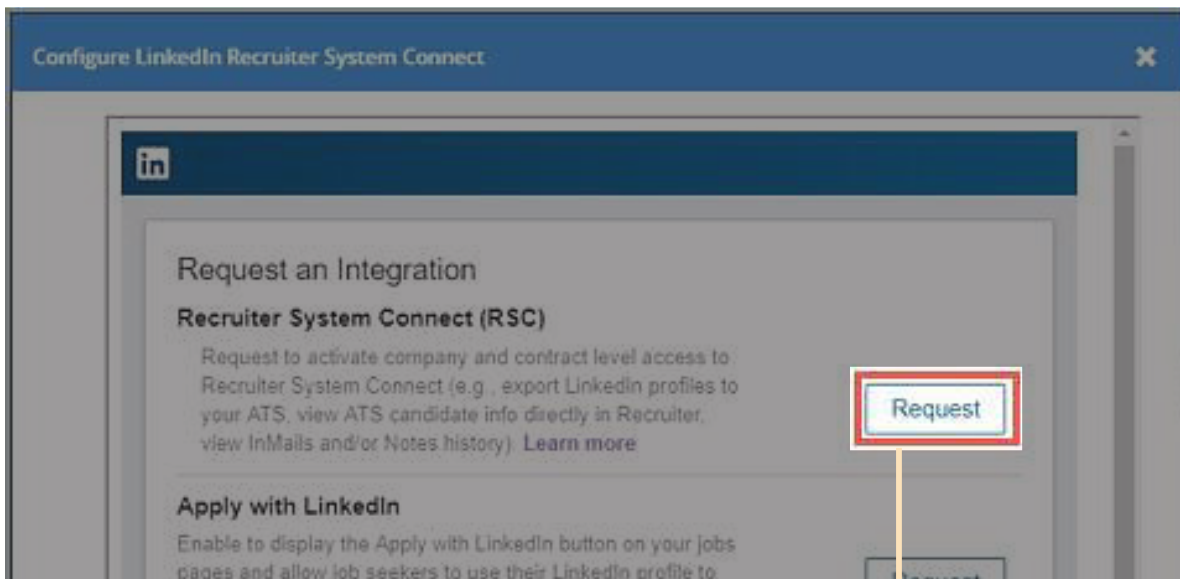 Configure LinkedIn Recruiter System Connect
in
Request an Integration
Recruiter System Connect (RSC)
Request to activate company and contract level access to
Recruiter System Connect (e.g., export LinkedIn profiles to
your ATS, view ATS candidate info directly in Recruiter,
view InMails and/or Notes history). Learn more
Request
Apply with LinkedIn
Enable to display the Apply with LinkedIn button on your jobs
pages and allow job seekers to use their LinkedIn profile to
Request